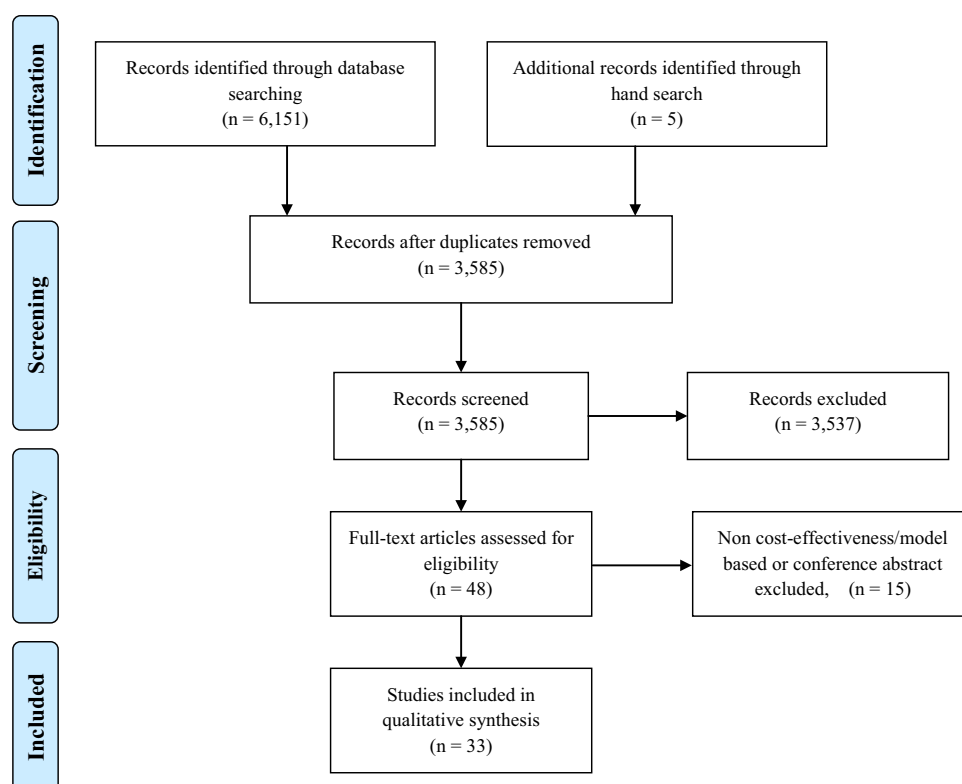 Identification
Records identified through database
searching
(n = 6,151)
Additional records identified through
hand search
(n = 5)
Screening
Records after duplicates removed
(n = 3,585)
Records screened
(n = 3,585)
Records excluded
(n = 3,537)
Eligibility
Full-text articles assessed for
eligibility
(n = 48)
Non cost-effectiveness/model
based or conference abstract
excluded, (n = 15)
Included
Studies included in
qualitative synthesis
(n = 33)